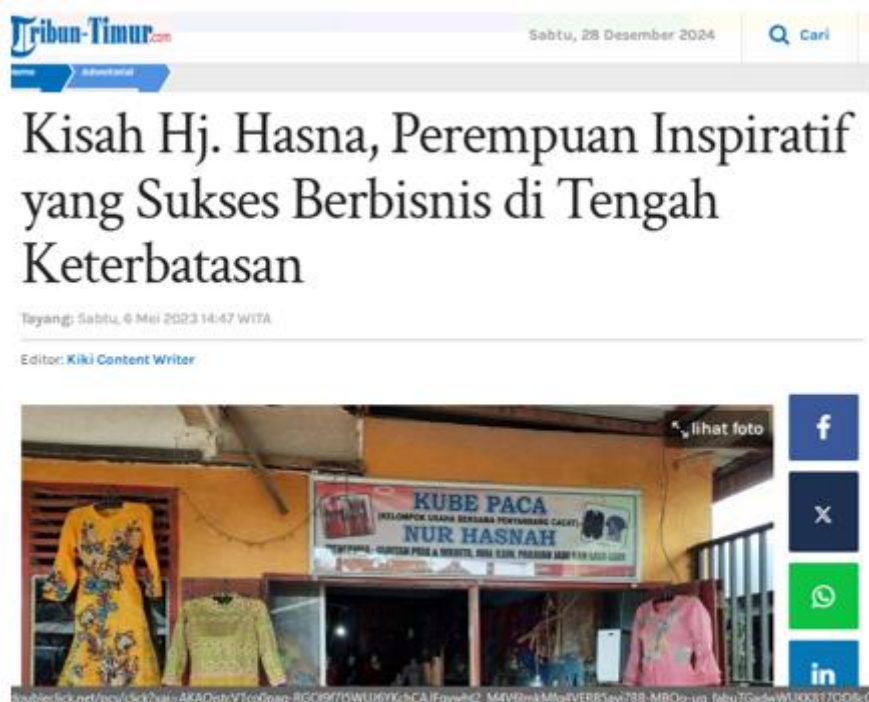 Tribun-Timur.com
Sabtu, 28 Desember 2024
Cari
Home
Advertorial
Kisah Hj. Hasna, Perempuan Inspiratif
yang Sukses Berbisnis di Tengah
Keterbatasan
Tayang: Sabtu, 6 Mei 2023 14:47 WITA
Editor: Kiki Content Writer
lihat foto
KUBE PACA
(KELOMPOK USAHA BERSAMA PENYANDANG CACAT)
NUR HASNAH
PRIA & WANITA